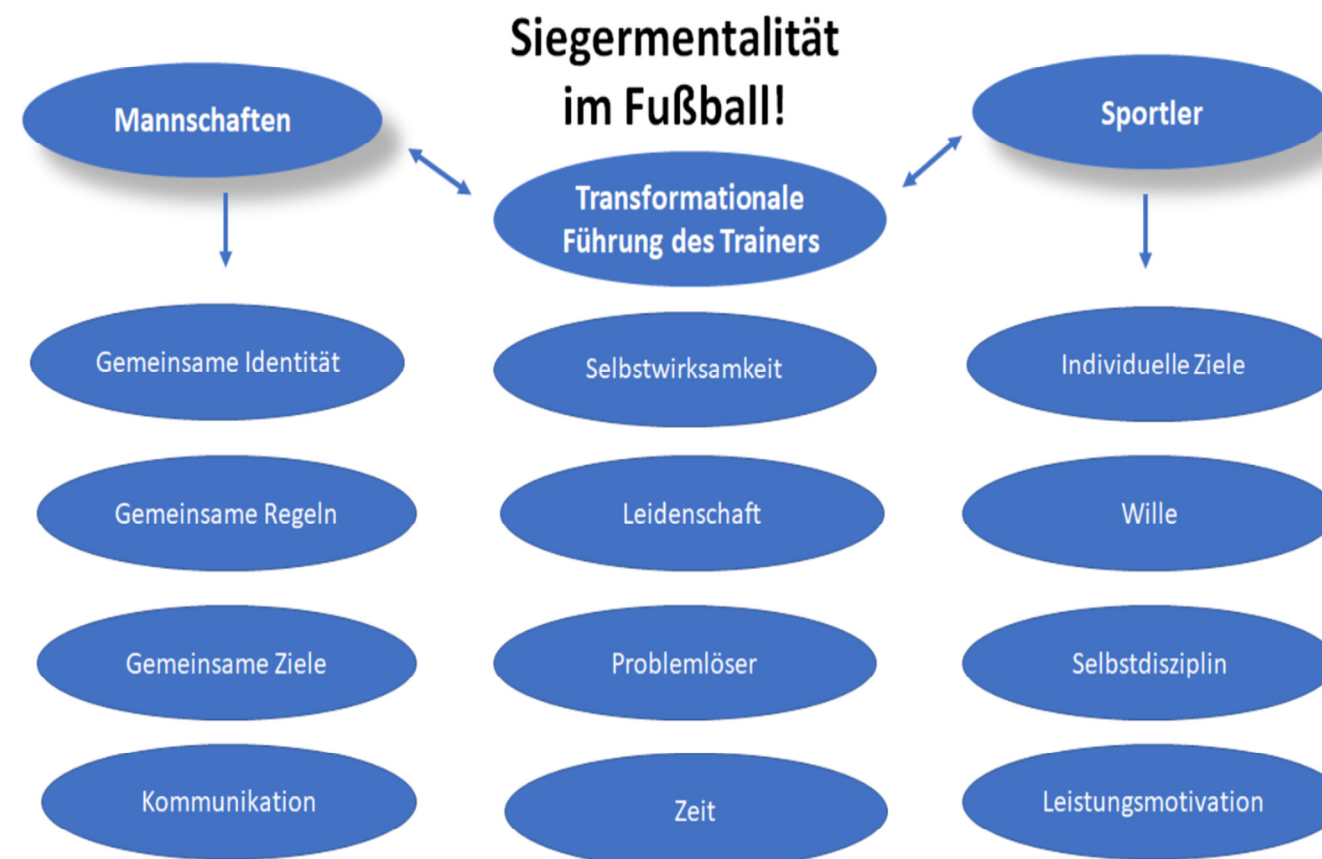 Siegermentalität
im Fußball!
Mannschaften
Sportler
Transformationale
Führung des Trainers
Gemeinsame Identität
Selbstwirksamkeit
Individuelle Ziele
Gemeinsame Regeln
Leidenschaft
Wille
Gemeinsame Ziele
Problemlöser
Selbstdisziplin
Kommunikation
Zeit
Leistungsmotivation